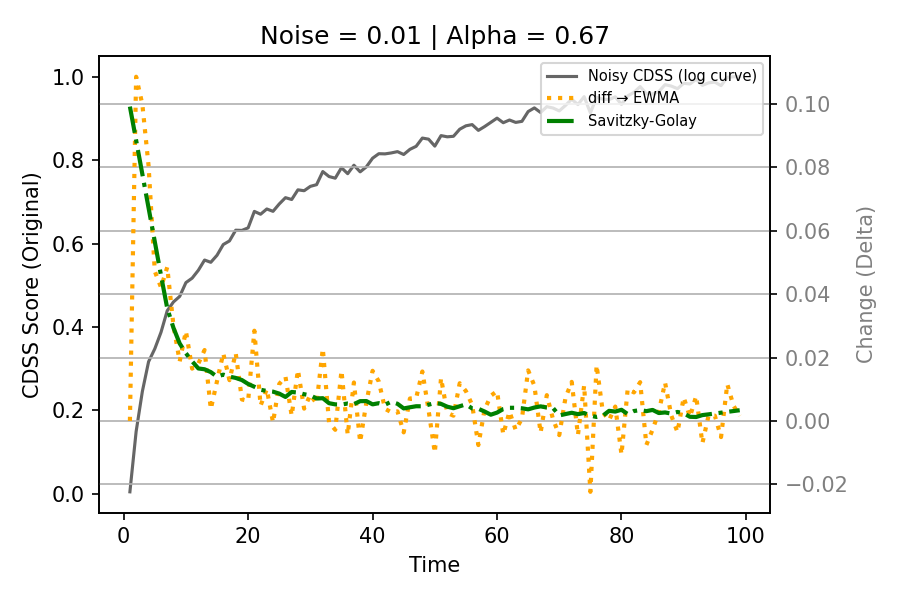 Noise = 0.01 | Alpha = 0.67
Noisy CDSS (log curve)
diff → EWMA
Savitzky-Golay
CDSS Score (Original)
1.0
0.8
0.6
0.4
0.2
0.0
0.10
0.08
0.06
0.04
0.02
0.00
−0.02
Change (Delta)
0
20
40
60
80
100
Time